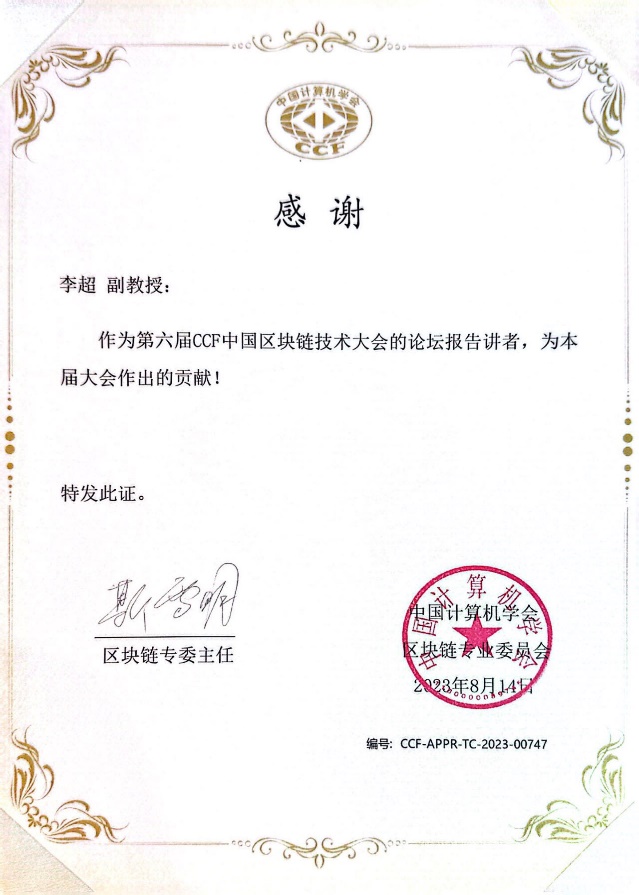 中国计算机学会
CCF
感谢
李超 副教授：
作为第六届CCF中国区块链技术大会的论坛报告讲者，为本
届大会作出的贡献！
特发此证。
斯雪明
区块链专委主任
中国计算机学会
中国计算机学会
区块链专业委员会
2023年8月14日
编号：CCF-APPR-TC-2023-00747